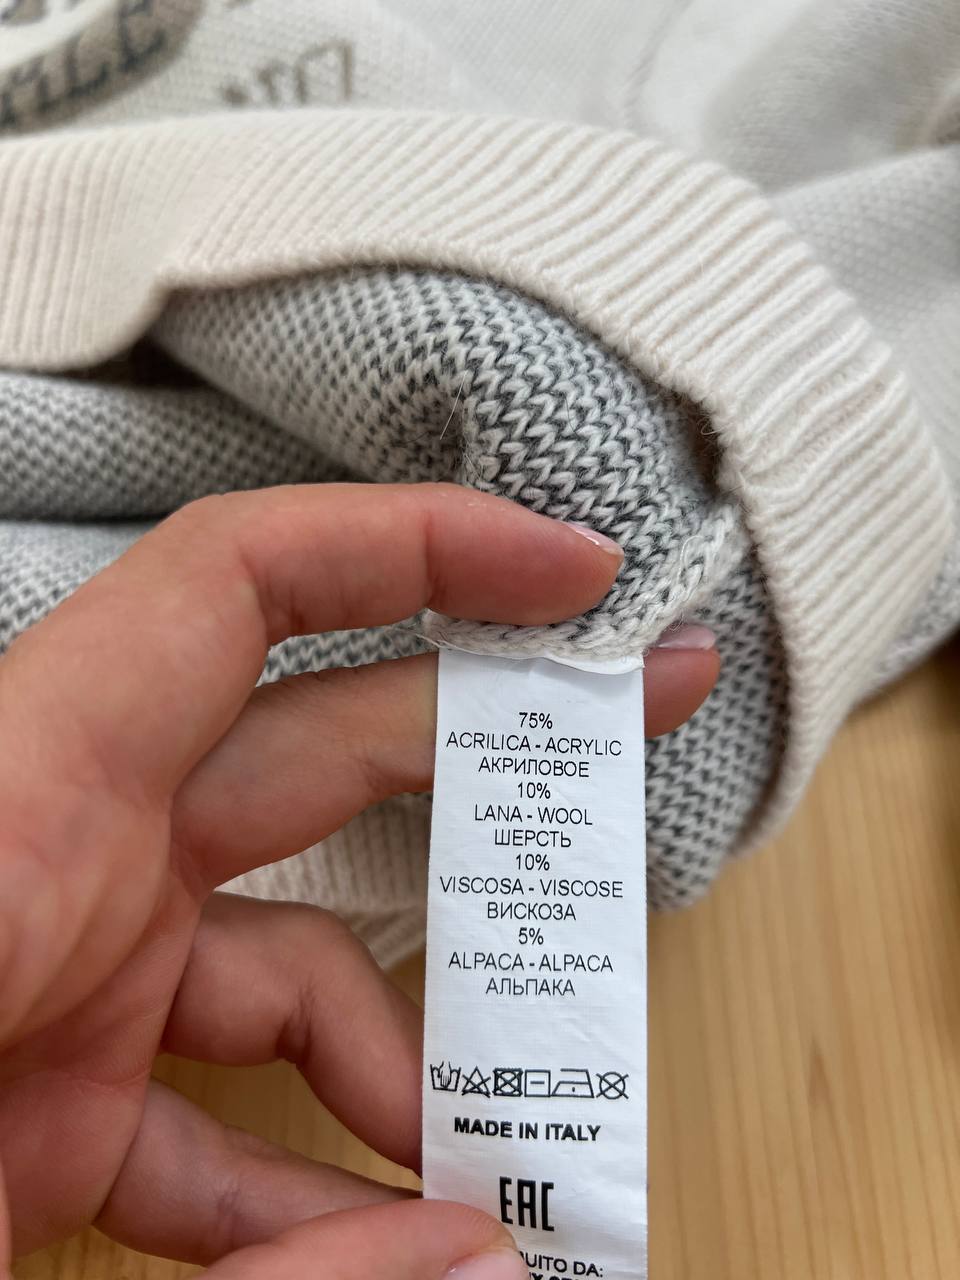 75%
ACRILICA - ACRYLIC
АКРИЛОВОЕ
10%
LANA - WOOL
ШЕРСТЬ
10%
VISCOSA - VISCOSE
ВИСКОЗА
5%
ALPACA - ALPACA
АЛЬПАКА
MADE IN ITALY
EAC
DA: